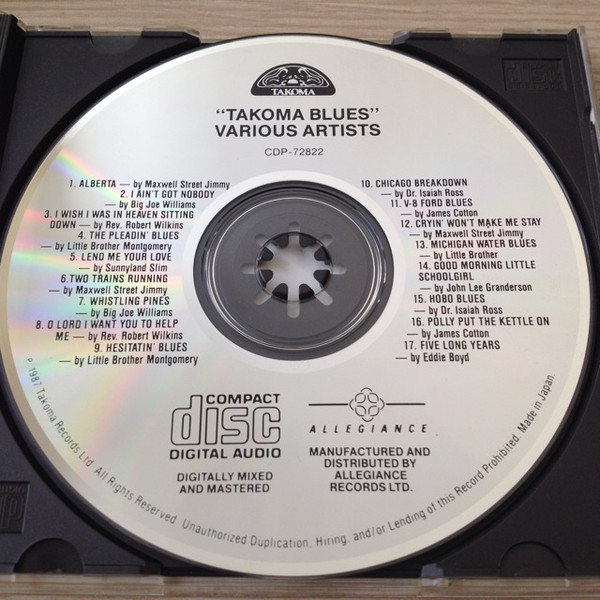 TAKOMA
"TAKOMA BLUES"
VARIOUS ARTISTS
CDP-72822
1. ALBERTA — by Maxwell Street Jimmy
2. I AIN'T GOT NOBODY
— by Big Joe Williams
3. I WISH I WAS IN HEAVEN SITTING
DOWN — by Rev. Robert Wilkins
4. THE PLEADIN' BLUES
— by Little Brother Montgomery
5. LEND ME YOUR LOVE
— by Sunnyland Slim
6.TWO TRAINS RUNNING
— by Maxwell Street Jimmy
7. WHISTLING PINES
— by Big Joe Williams
8. O LORD I WANT YOU TO HELP
ME — by Rev. Robert Wilkins
9. HESITATIN' BLUES
— by Little Brother Montgomery
10. CHICAGO BREAKDOWN
— by Dr. Isaiah Ross
11. V-8 FORD BLUES
— by James Cotton
12. CRYIN' WON'T MAKE ME STAY
— by Maxwell Street Jimmy
13. MICHIGAN WATER BLUES
— by Little Brother
14. GOOD MORNING LITTLE
SCHOOLGIRL
— by John Lee Granderson
15. HOBO BLUES
— by Dr. Isaiah Ross
16. POLLY PUT THE KETTLE ON
— by James Cotton
17. FIVE LONG YEARS
— by Eddie Boyd
COMPACT
disc
DIGITAL AUDIO
DIGITALLY MIXED
AND MASTERED
ALLEGIANCE
MANUFACTURED AND
DISTRIBUTED BY
ALLEGIANCE
RECORDS LTD.
P 1987 Takoma Records Ltd. All Rights Reserved. Unauthorized Duplication, Hiring, and/or Lending of this Record Prohibited. Made in Japan.